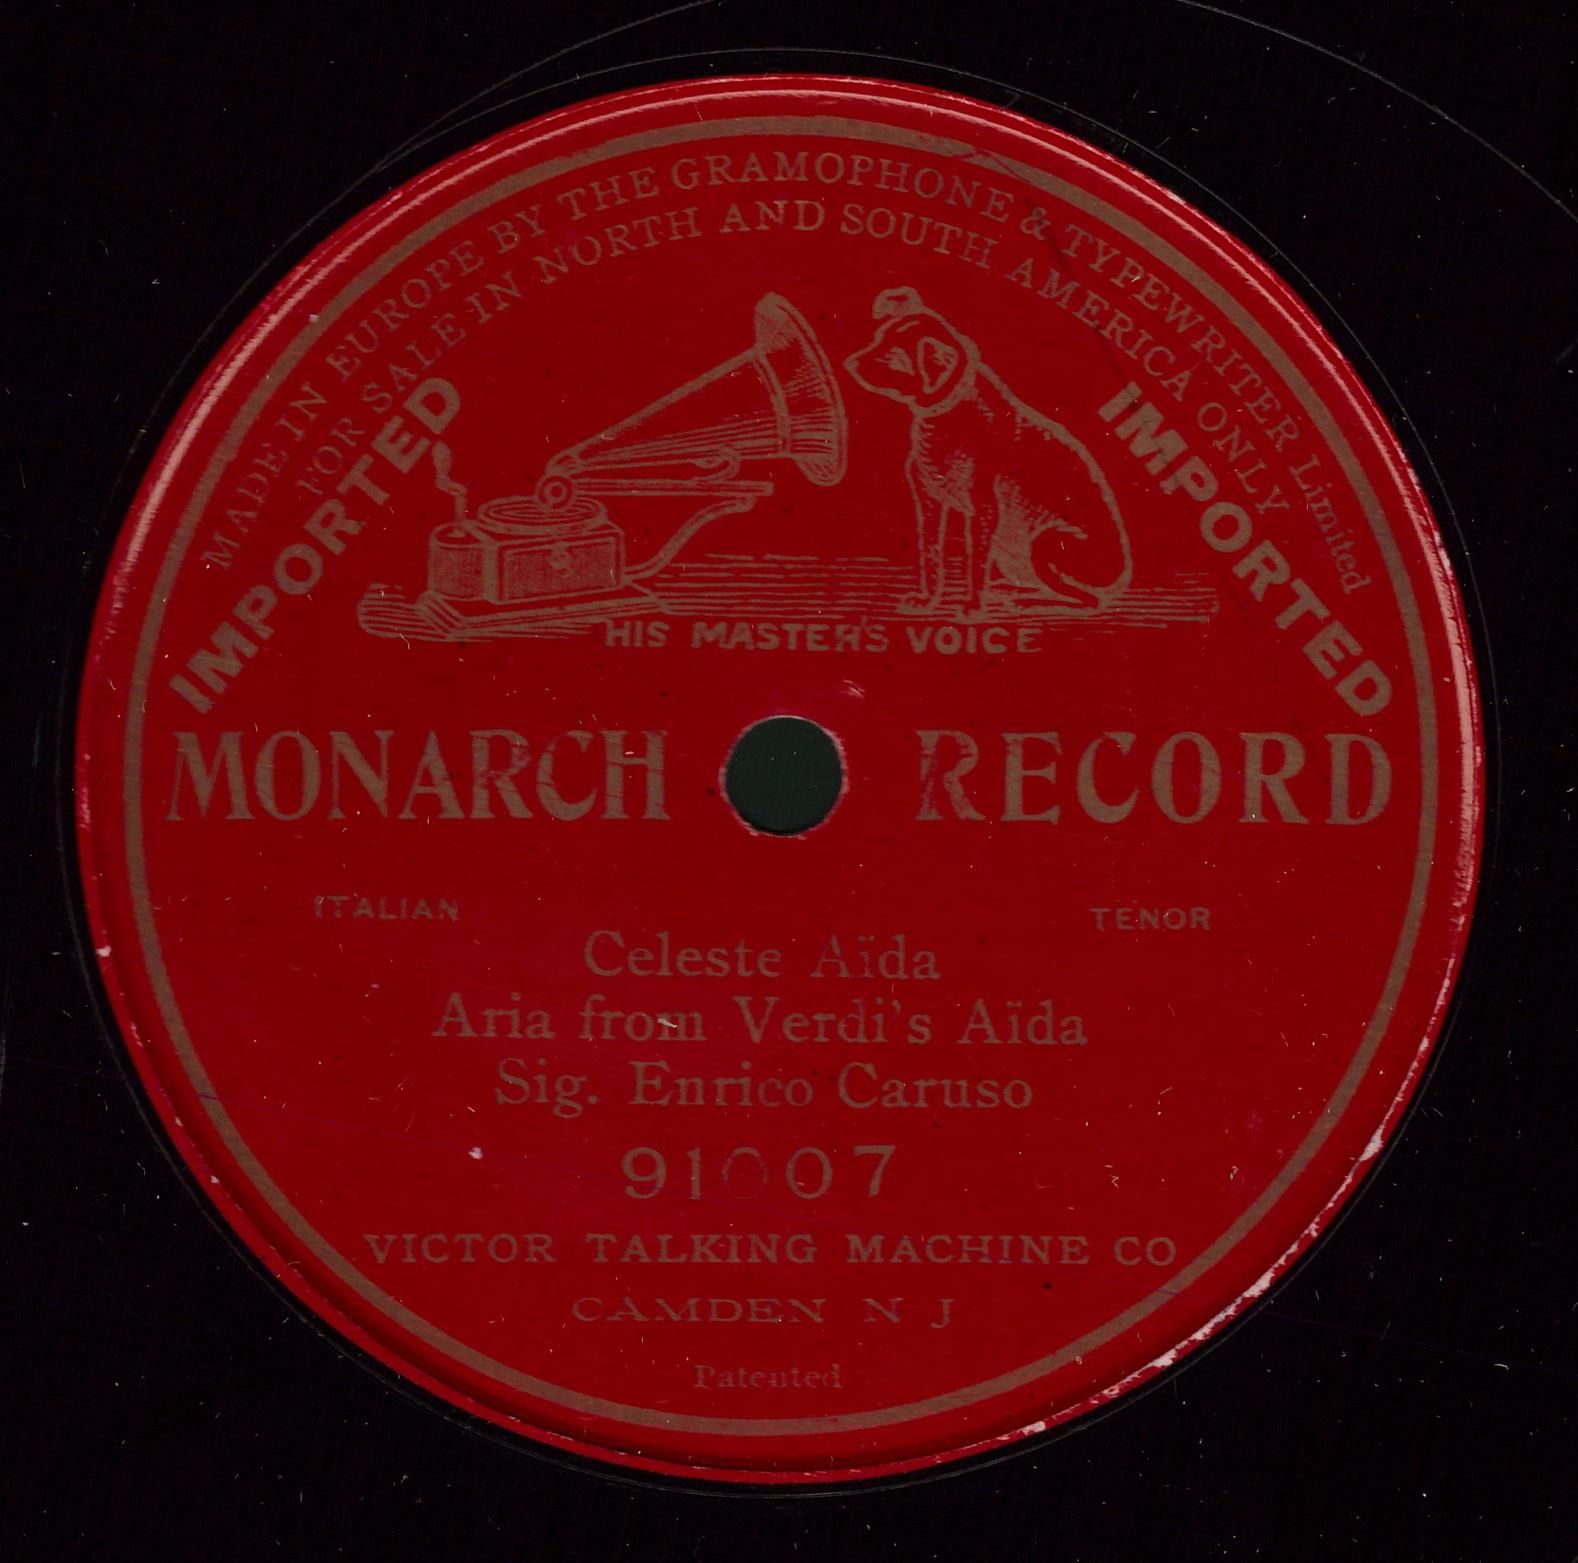 MADE IN EUROPE BY THE GRAMOPHONE & TYPEWRITER Limited
FOR SALE IN NORTH AND SOUTH AMERICA ONLY
IMPORTED
IMPORTED
HIS MASTER'S VOICE
MONARCH RECORD
ITALIAN TENOR
Celeste Aïda
Aria from Verdi's Aïda
Sig. Enrico Caruso
91007
VICTOR TALKING MACHINE CO
CAMDEN N J
Patented